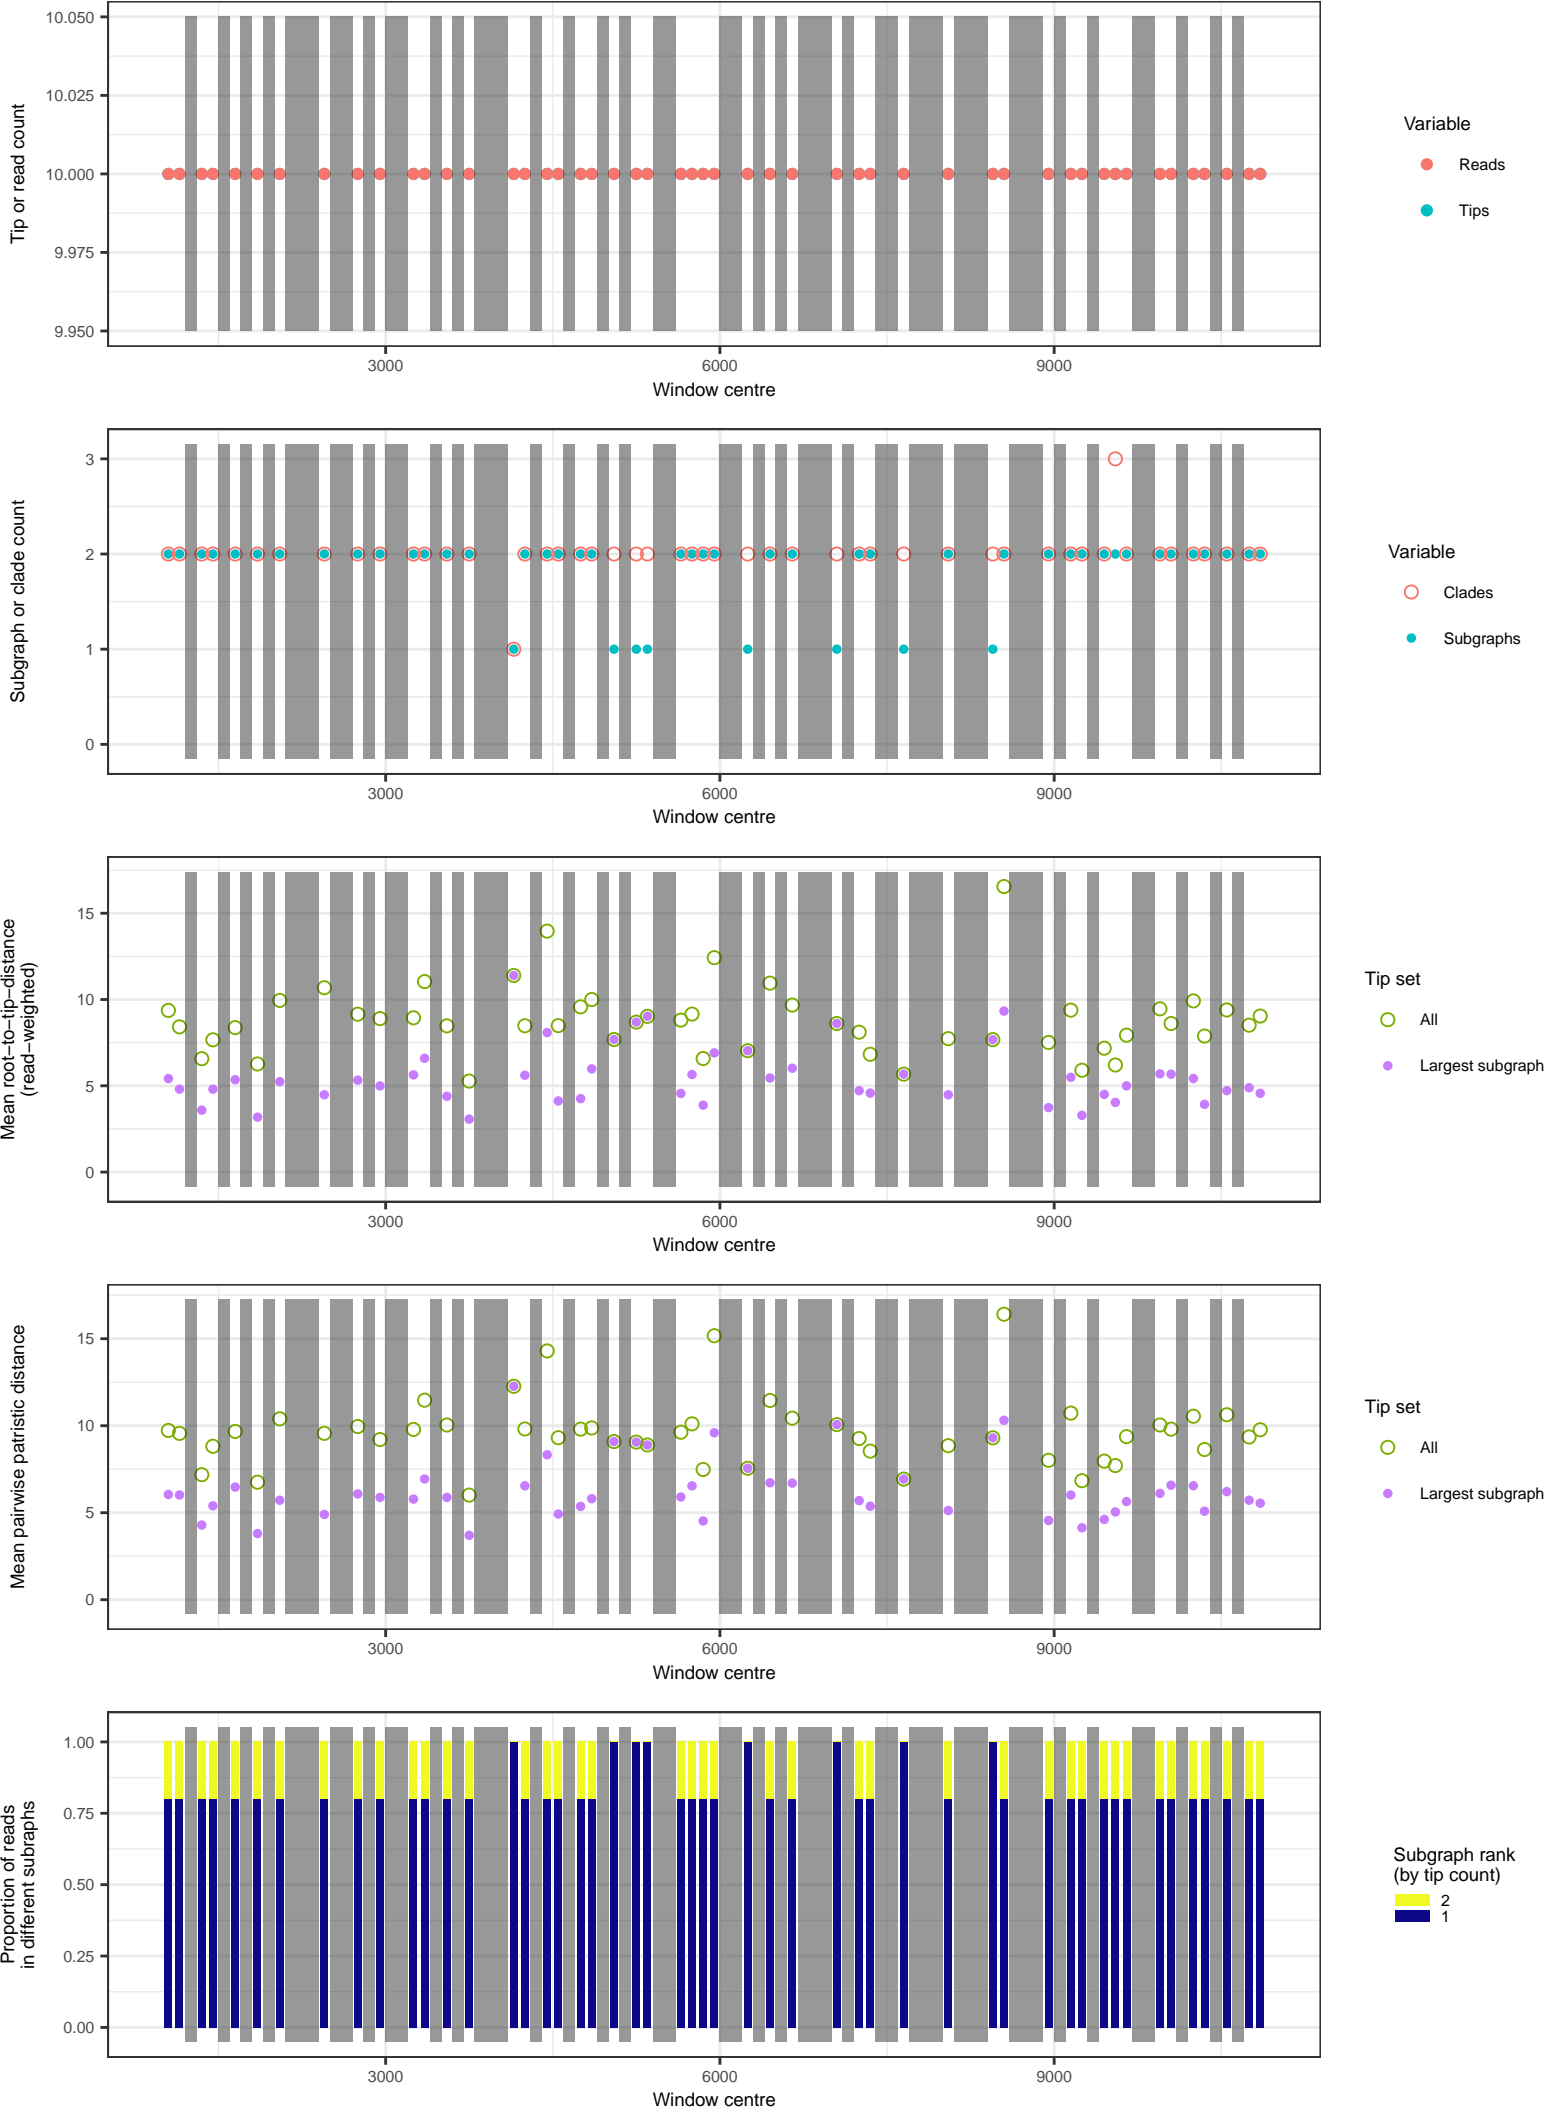 10.050
10.025
10.000
9.975
9.950
Tip or read count
3000
6000
9000
Window centre
Variable
Reads
Tips
3
2
1
0
Subgraph or clade count
3000
6000
9000
Window centre
Variable
Clades
Subgraphs
15
10
5
0
Mean root−to−tip−distance
(read−weighted)
3000
6000
9000
Window centre
Tip set
All
Largest subgraph
15
10
5
0
Mean pairwise patristic distance
3000
6000
9000
Window centre
Tip set
All
Largest subgraph
1.00
0.75
0.50
0.25
0.00
Proportion of reads
in different subraphs
3000
6000
9000
Window centre
Subgraph rank
(by tip count)
2
1